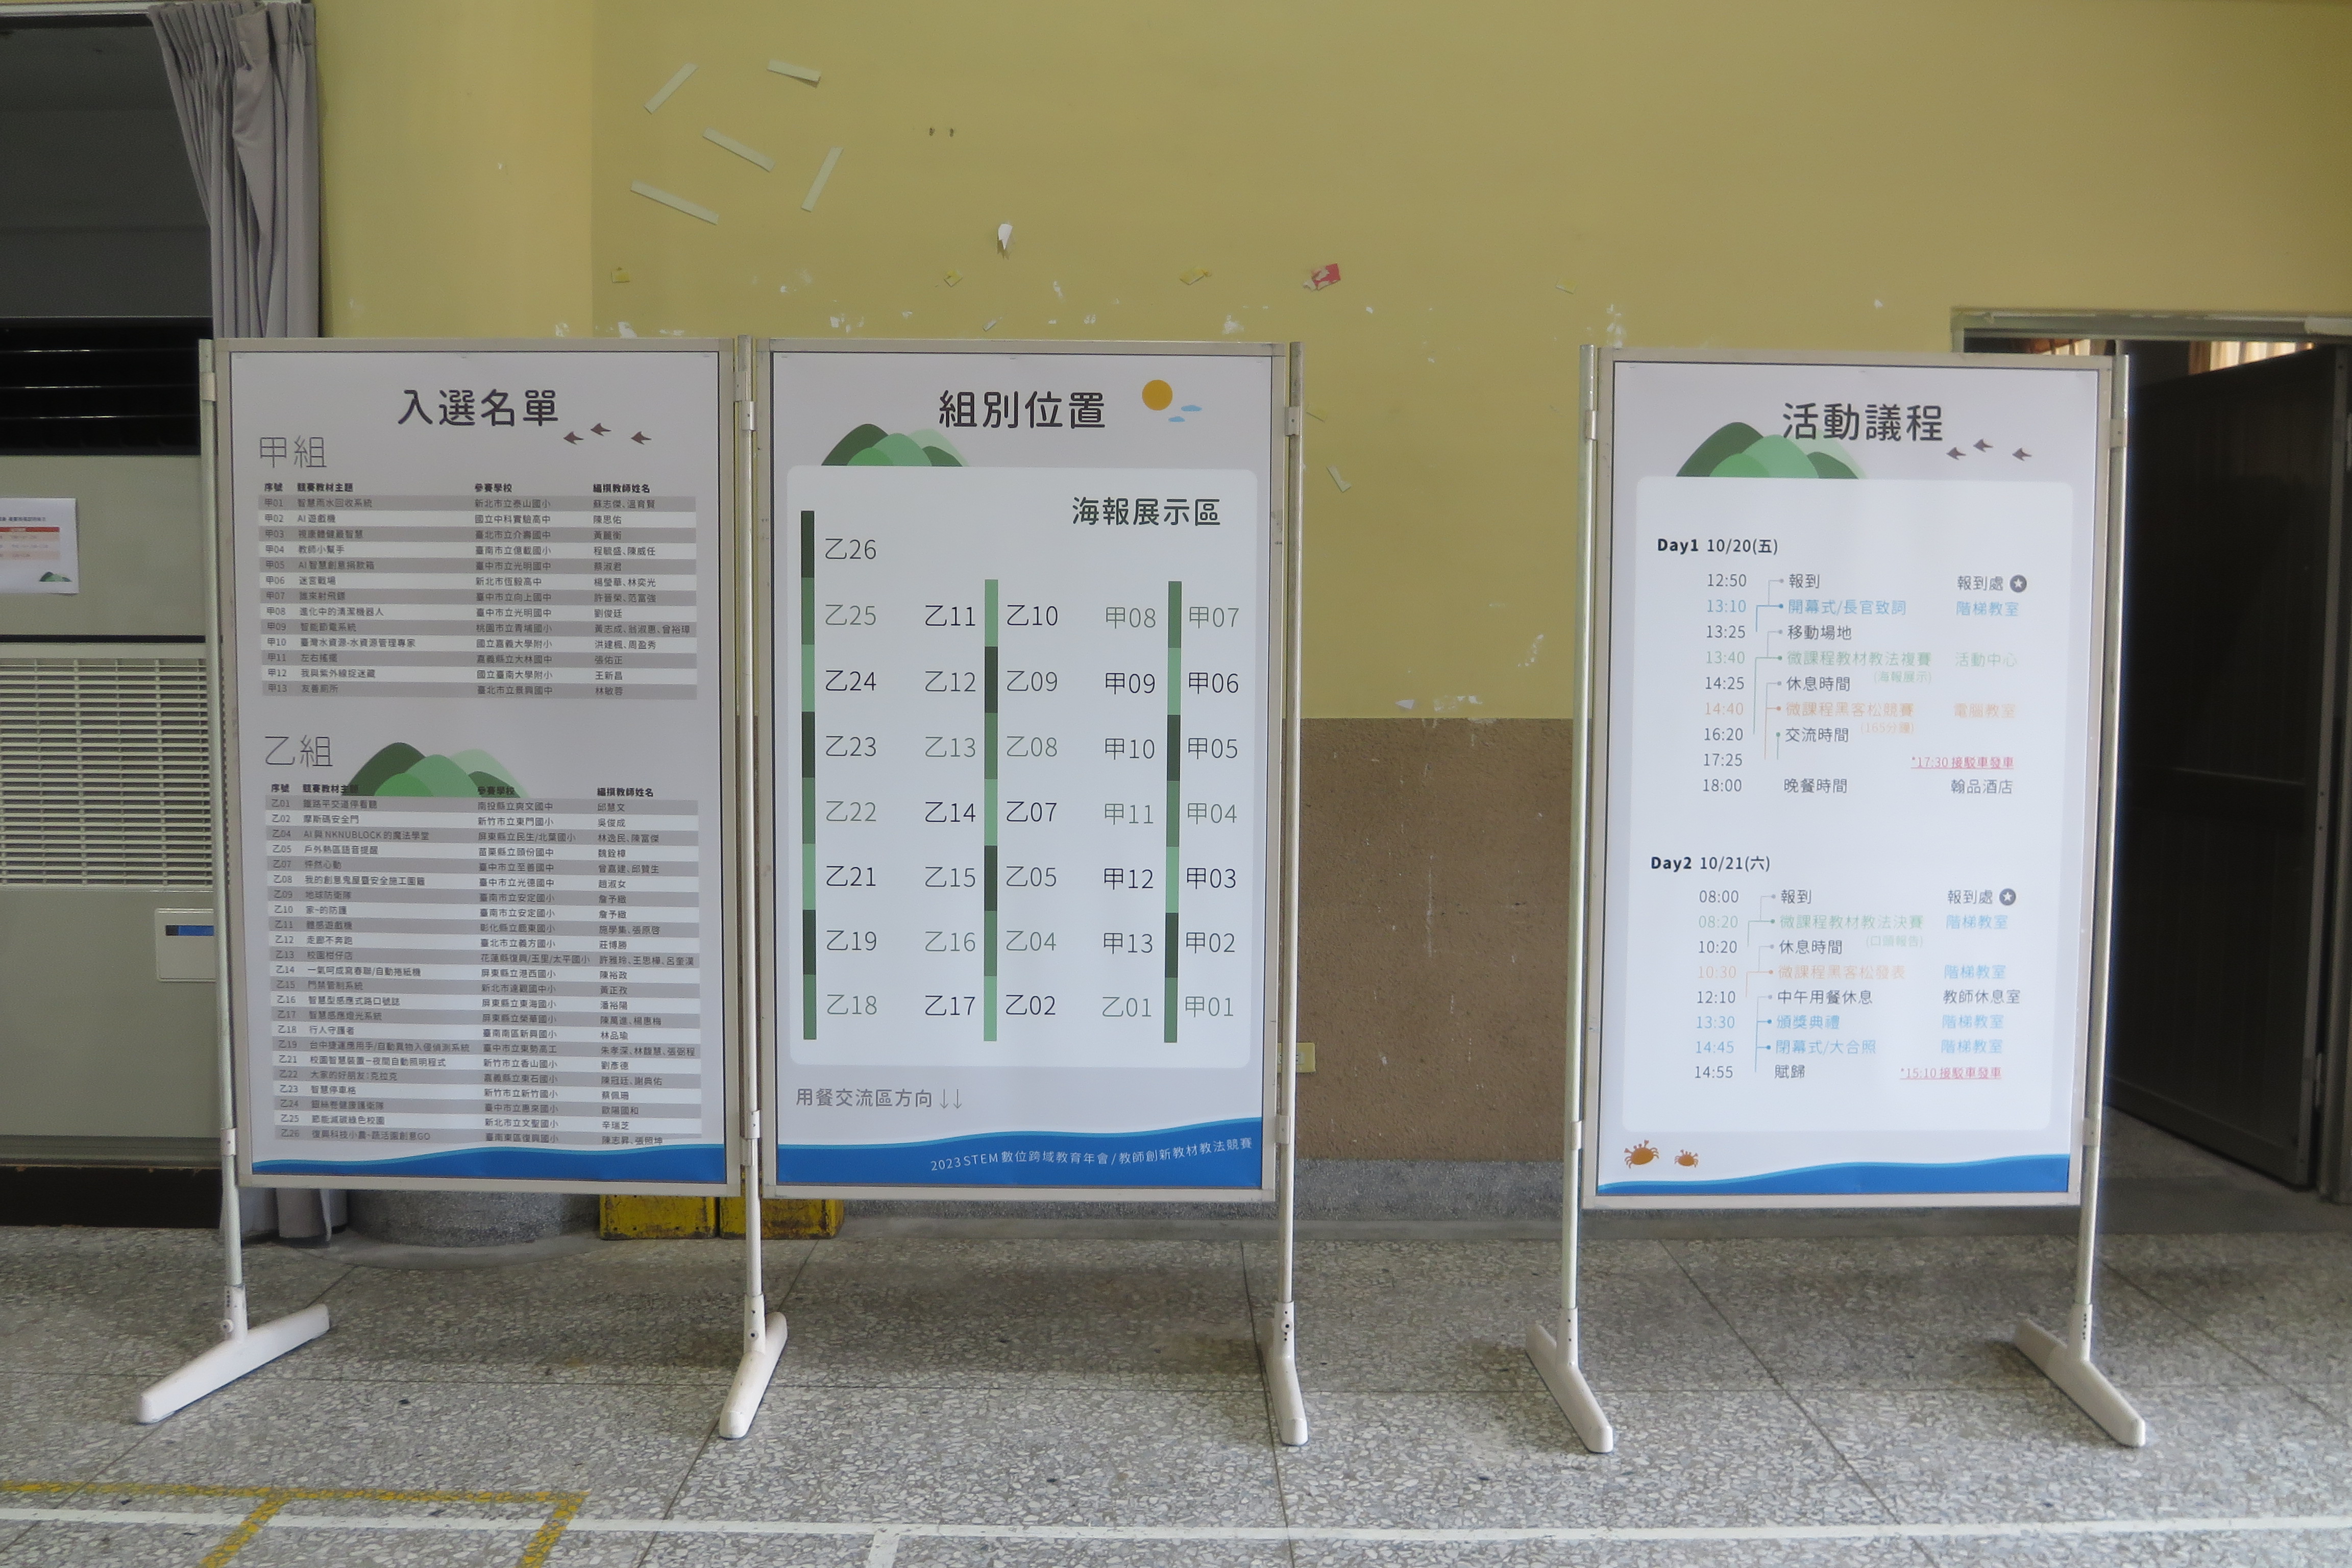 入選名單
甲組
序號 競賽教材主題 參賽學校 編撰教師姓名
甲01 智慧雨水回收系統 新北市立泰山國小 蘇志傑、溫育賢
甲02 AI遊戲機 國立中科實驗高中 陳思佑
甲03 視康體健嚴智慧 臺北市立介壽國中 黃麗衡
甲04 教師小幫手 臺南市立億載國小 程毓盛、陳威任
甲05 AI智慧創意捐款箱 臺中市立光明國中 蔡淑君
甲06 迷宮戰場 新北市恆毅高中 楊瑩華、林奕光
甲07 誰來射飛鏢 臺中市立向上國中 許晉榮、范富強
甲08 進化中的清潔機器人 臺中市立光明國中 劉俊廷
甲09 智能節電系統 桃園市立青埔國小 黃志成、翁淑惠、曾裕璋
甲10 臺灣水資源-水資源管理專家 國立嘉義大學附小 洪建楓、周盈秀
甲11 左右搖擺 嘉義縣立大林國中 張佑正
甲12 我與紫外線捉迷藏 國立臺南大學附小 王新昌
甲13 友善廁所 臺北市立景興國中 林敏蓉
乙組
序號 競賽教材主題 參賽學校 編撰教師姓名
乙01 鐵路平交道停看聽 南投縣立爽文國中 邱慧文
乙02 摩斯碼安全門 新竹市立東門國小 吳俊成
乙04 AI與NKNUBLOCK的魔法學堂 屏東縣立民生/北葉國小 林逸民、陳富傑
乙05 戶外熱區語音提醒 苗栗縣立頭份國中 魏銓樟
乙07 怦然心動 臺中市立至善國中 曾嘉建、邱贊生
乙08 我的創意鬼屋暨安全施工圍籬 臺中市立光德國中 趙淑女
乙09 地球防衛隊 臺南市立安定國小 詹予緻
乙10 家-的防護 臺南市立安定國小 詹予緻
乙11 體感遊戲機 彰化縣立鹿東國小 施學集、張原啓
乙12 走廊不奔跑 臺北市立義方國小 莊博勝
乙13 校園柑仔店 花蓮縣復興/玉里/太平國小 許雅玲、王思樺、呂奎漢
乙14 一氣呵成寫春聯/自動捲紙機 屏東縣立港西國小 陳裕政
乙15 門禁管制系統 新北市達觀國中小 黃正孜
乙16 智慧型感應式路口號誌 屏東縣立東海國小 潘裕陽
乙17 智慧感應燈光系統 屏東縣立榮華國小 陳萬進、楊惠梅
乙18 行人守護者 臺南南區新興國小 林品瑜
乙19 台中捷運應用手/自動異物入侵偵測系統 臺中市立東勢高工 朱孝深、林馥慧、張弼程
乙21 校園智慧裝置-夜間自動照明程式 新竹市立香山國小 劉彥德
乙22 大家的好朋友：克拉克 嘉義縣立東石國小 陳冠廷、謝典佑
乙23 智慧停車格 新竹市立新竹國小 蔡佩珊
乙24 鈕絲卷健康護衛隊 臺中市立惠來國小 歐陽國和
乙25 節能減碳綠色校園 新北市立文聖國小 辛瑞芝
乙26 復興科技小農-蔬活園創意GO 臺南東區復興國小 陳志昇、張照坤
組別位置
海報展示區
乙26
乙25 乙11 乙10 甲08 甲07
乙24 乙12 乙09 甲09 甲06
乙23 乙13 乙08 甲10 甲05
乙22 乙14 乙07 甲11 甲04
乙21 乙15 乙05 甲12 甲03
乙19 乙16 乙04 甲13 甲02
乙18 乙17 乙02 乙01 甲01
用餐交流區方向↓↓
2023 STEM 數位跨域教育年會 / 教師創新教材教法競賽
活動議程
Day1 10/20(五)
12:50 報到 報到處
13:10 開幕式/長官致詞 階梯教室
13:25 移動場地
13:40 微課程教材教法複賽 活動中心
(海報展示)
14:25 休息時間
14:40 微課程黑客松競賽 電腦教室
(165分鐘)
16:20 交流時間
17:25 *17:30 接駁車發車
18:00 晚餐時間 翰品酒店
Day2 10/21(六)
08:00 報到 報到處
08:20 微課程教材教法決賽 階梯教室
(口頭報告)
10:20 休息時間
10:30 微課程黑客松發表 階梯教室
12:10 中午用餐休息 教師休息室
13:30 頒獎典禮 階梯教室
14:45 閉幕式/大合照 階梯教室
14:55 賦歸 *15:10 接駁車發車